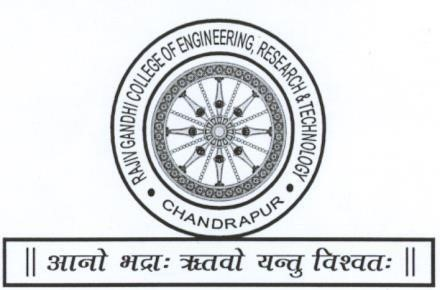 RAJIV GANDHI COLLEGE OF ENGINEERING, RESEARCH & TECHNOLOGY
• CHANDRAPUR •
॥ आनो भद्राः ऋतवो यन्तु विश्वतः ॥